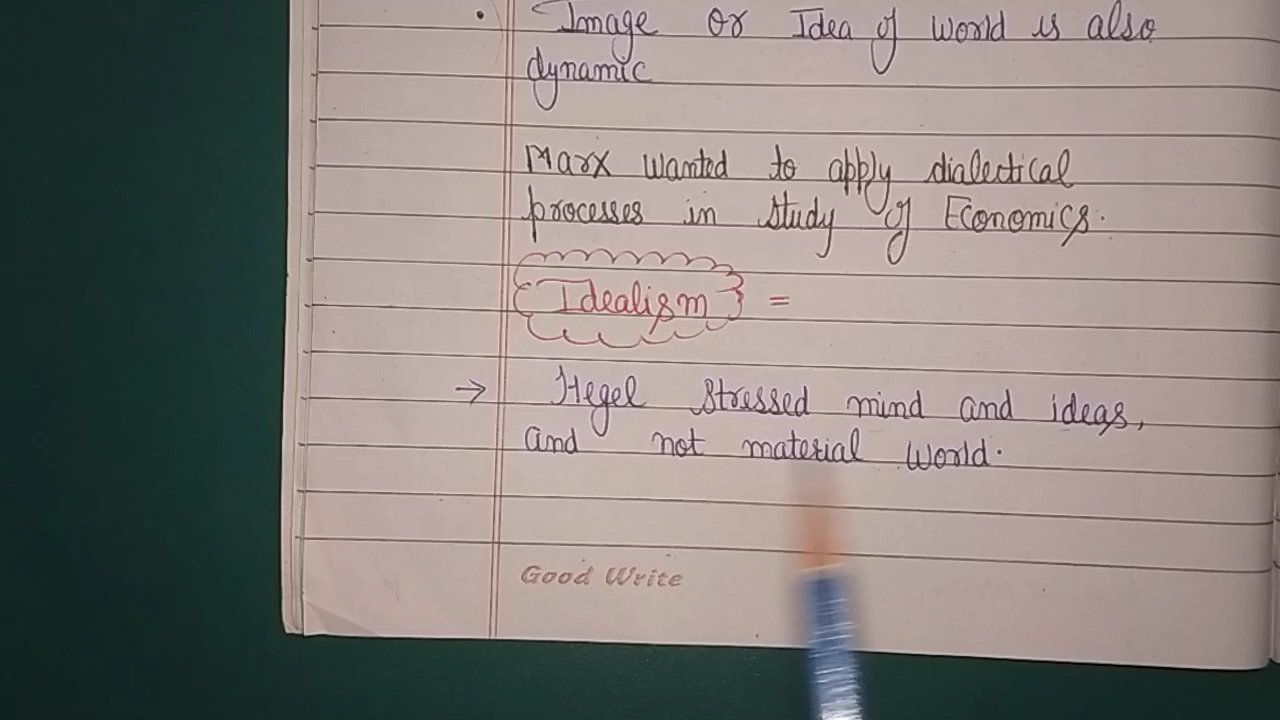 • Image or Idea of world is also
dynamic
Marx wanted to apply dialectical
processes in study of Economics.
Idealism =
→ Hegel stressed mind and ideas,
and not material world.
Good Write